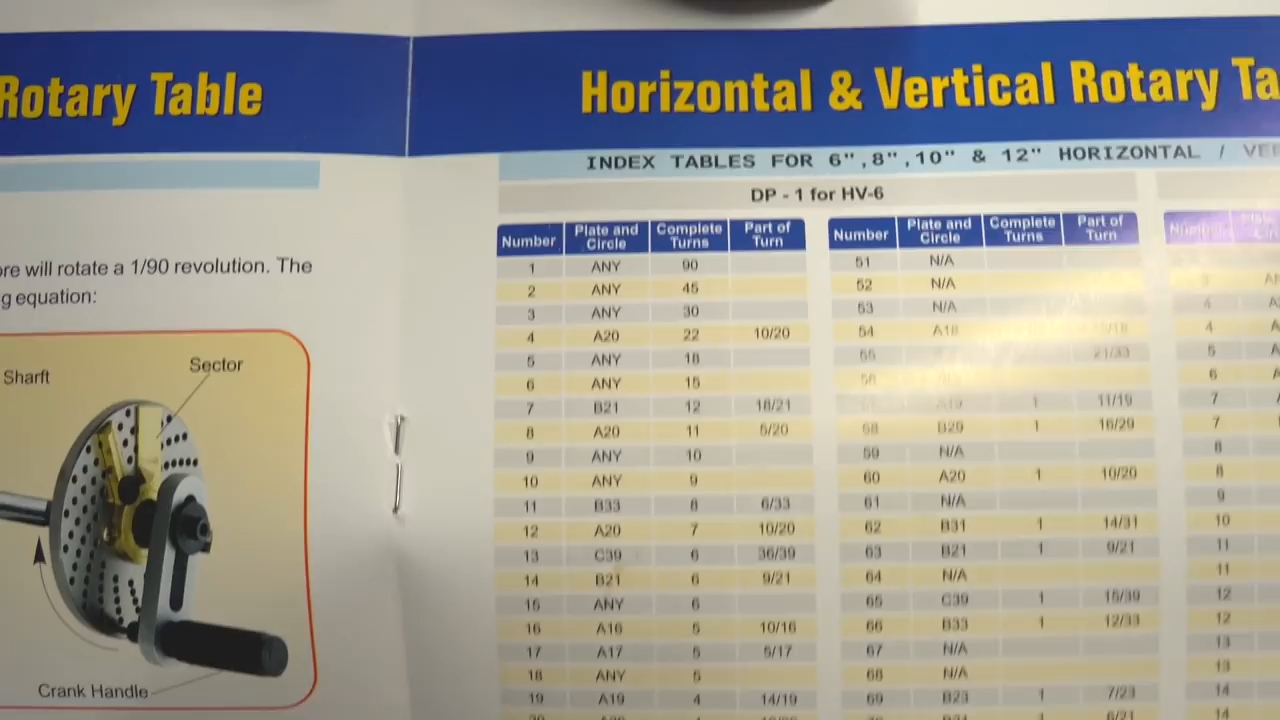 Rotary Table
ore will rotate a 1/90 revolution. The
g equation:
Sharft
Sector
Crank Handle
Horizontal & Vertical Rotary Ta
INDEX TABLES FOR 6",8",10" & 12" HORIZONTAL / VE
DP - 1 for HV-6
Number Plate and Circle Complete Turns Part of Turn
1 ANY 90
2 ANY 45
3 ANY 30
4 A20 22 10/20
5 ANY 18
6 ANY 15
7 B21 12 18/21
8 A20 11 5/20
9 ANY 10
10 ANY 9
11 B33 8 6/33
12 A20 7 10/20
13 C39 6 36/39
14 B21 6 9/21
15 ANY 6
16 A16 5 10/16
17 A17 5 5/17
18 ANY 5
19 A19 4 14/19
Number Plate and Circle Complete Turns Part of Turn
51 N/A
52 N/A
53 N/A
54 A18
55 21/33
56
A19 1 11/19
58 B29 1 16/29
59 N/A
60 A20 1 10/20
61 N/A
62 B31 1 14/31
63 B21 1 9/21
64 N/A
65 C39 1 15/39
66 B33 1 12/33
67 N/A
68 N/A
69 B23 1 7/23
6/21
Number
3
4
4
5
6
7
7
8
8
9
10
11
11
12
12
13
13
14
14